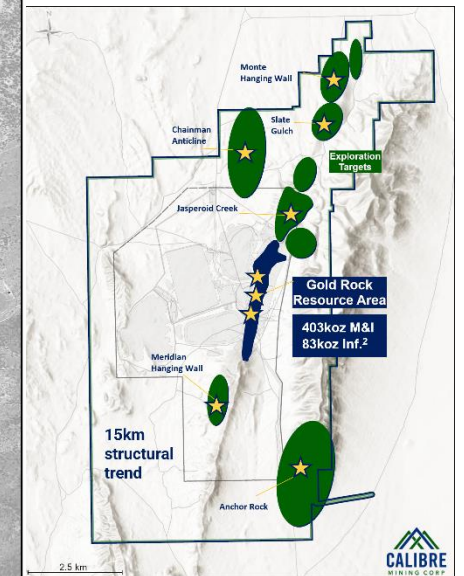 Monte
Hanging Wall
Slate
Gulch
Chainman
Anticline
Exploration
Targets
Jasperoid Creek
Gold Rock
Resource Area
403koz M&I
83koz Inf.2
Meridian
Hanging Wall
15km
structural
trend
Anchor Rock
2.5 km
CALIBRE
MINING CORP